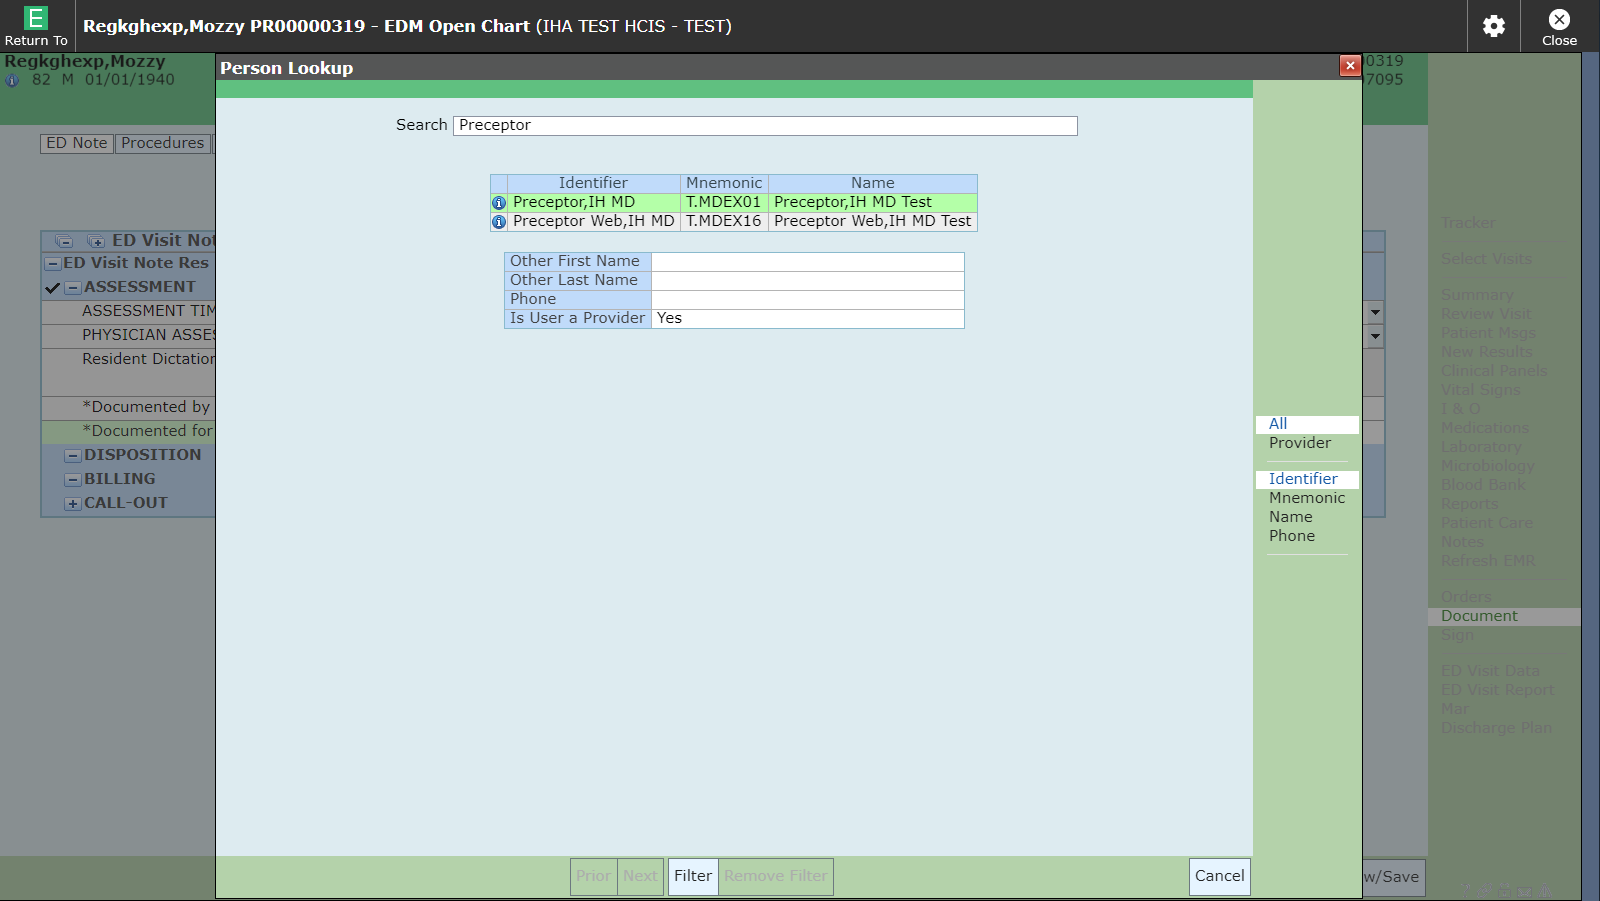 E
Return To
Regkghexp,Mozzy PR00000319 - EDM Open Chart (IHA TEST HCIS - TEST)
Close
Regkghexp,Mozzy
82 M 01/01/1940
0319
7095
Person Lookup
Search Preceptor
ED Note Procedures
Identifier Mnemonic Name
Preceptor,IH MD T.MDEX01 Preceptor,IH MD Test
Preceptor Web,IH MD T.MDEX16 Preceptor Web,IH MD Test
Other First Name
Other Last Name
Phone
Is User a Provider Yes
ED Visit Not
ED Visit Note Res
ASSESSMENT
ASSESSMENT TIM
PHYSICIAN ASSES
Resident Dictation
*Documented by
*Documented for
DISPOSITION
BILLING
CALL-OUT
All
Provider
Identifier
Mnemonic
Name
Phone
Tracker
Select Visits
Summary
Review Visit
Patient Msgs
New Results
Clinical Panels
Vital Signs
I & O
Medications
Laboratory
Microbiology
Blood Bank
Reports
Patient Care
Notes
Refresh EMR
Orders
Document
Sign
ED Visit Data
ED Visit Report
Mar
Discharge Plan
Prior Next Filter Remove Filter Cancel
w/Save